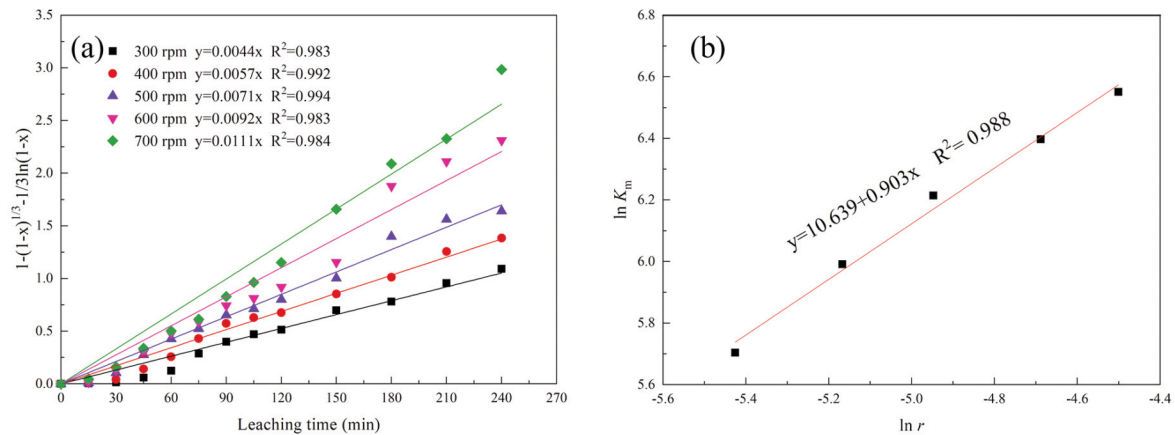 (a)
300 rpm y=0.0044x R²=0.983
400 rpm y=0.0057x R²=0.992
500 rpm y=0.0071x R²=0.994
600 rpm y=0.0092x R²=0.983
700 rpm y=0.0111x R²=0.984
1-(1-x)^1/3-1/3ln(1-x)
3.5
3.0
2.5
2.0
1.5
1.0
0.5
0.0
0 30 60 90 120 150 180 210 240 270
Leaching time (min)
(b)
y=10.639+0.903x R²= 0.988
ln Km
6.8
6.6
6.4
6.2
6.0
5.8
5.6
-5.6 -5.4 -5.2 -5.0 -4.8 -4.6 -4.4
ln r